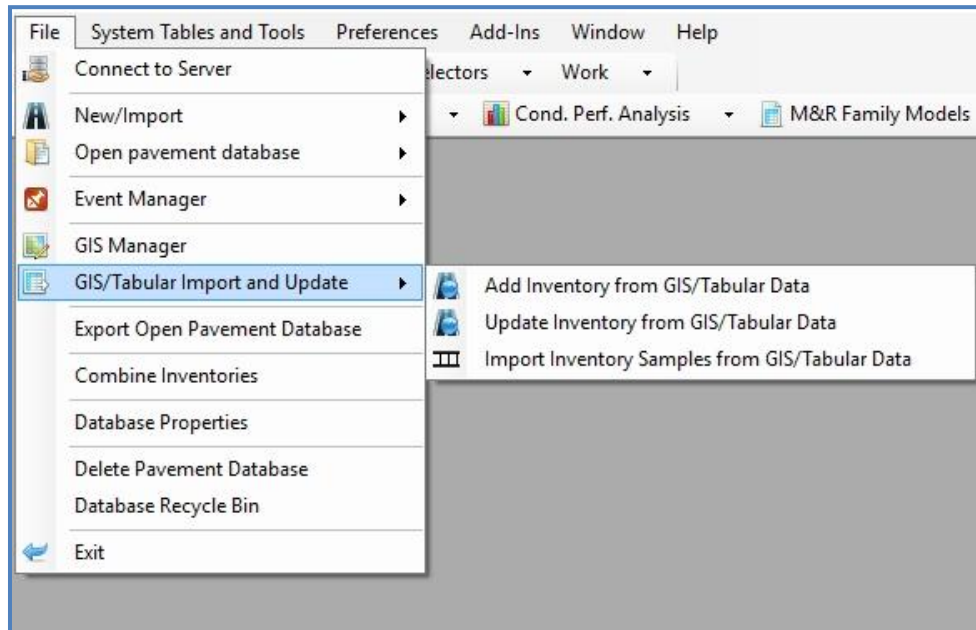 File System Tables and Tools Preferences Add-Ins Window Help
Connect to Server
electors Work
New/Import
Cond. Perf. Analysis M&R Family Models
Open pavement database
Event Manager
GIS Manager
GIS/Tabular Import and Update
Add Inventory from GIS/Tabular Data
Update Inventory from GIS/Tabular Data
Import Inventory Samples from GIS/Tabular Data
Export Open Pavement Database
Combine Inventories
Database Properties
Delete Pavement Database
Database Recycle Bin
Exit